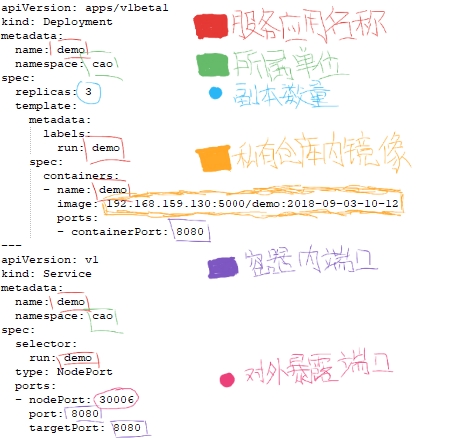 apiVersion: apps/v1beta1
kind: Deployment
metadata:
name: demo
namespace: cao
spec:
replicas: 3
template:
metadata:
labels:
run: demo
spec:
containers:
- name: demo
image: 192.168.159.130:5000/demo:2018-09-03-10-12
ports:
- containerPort: 8080
---
apiVersion: v1
kind: Service
metadata:
name: demo
namespace: cao
spec:
selector:
run: demo
type: NodePort
ports:
- nodePort: 30006
port: 8080
targetPort: 8080
服务应用名称
所属单位
副本数量
私有仓库内镜像
容器内端口
对外暴露端口